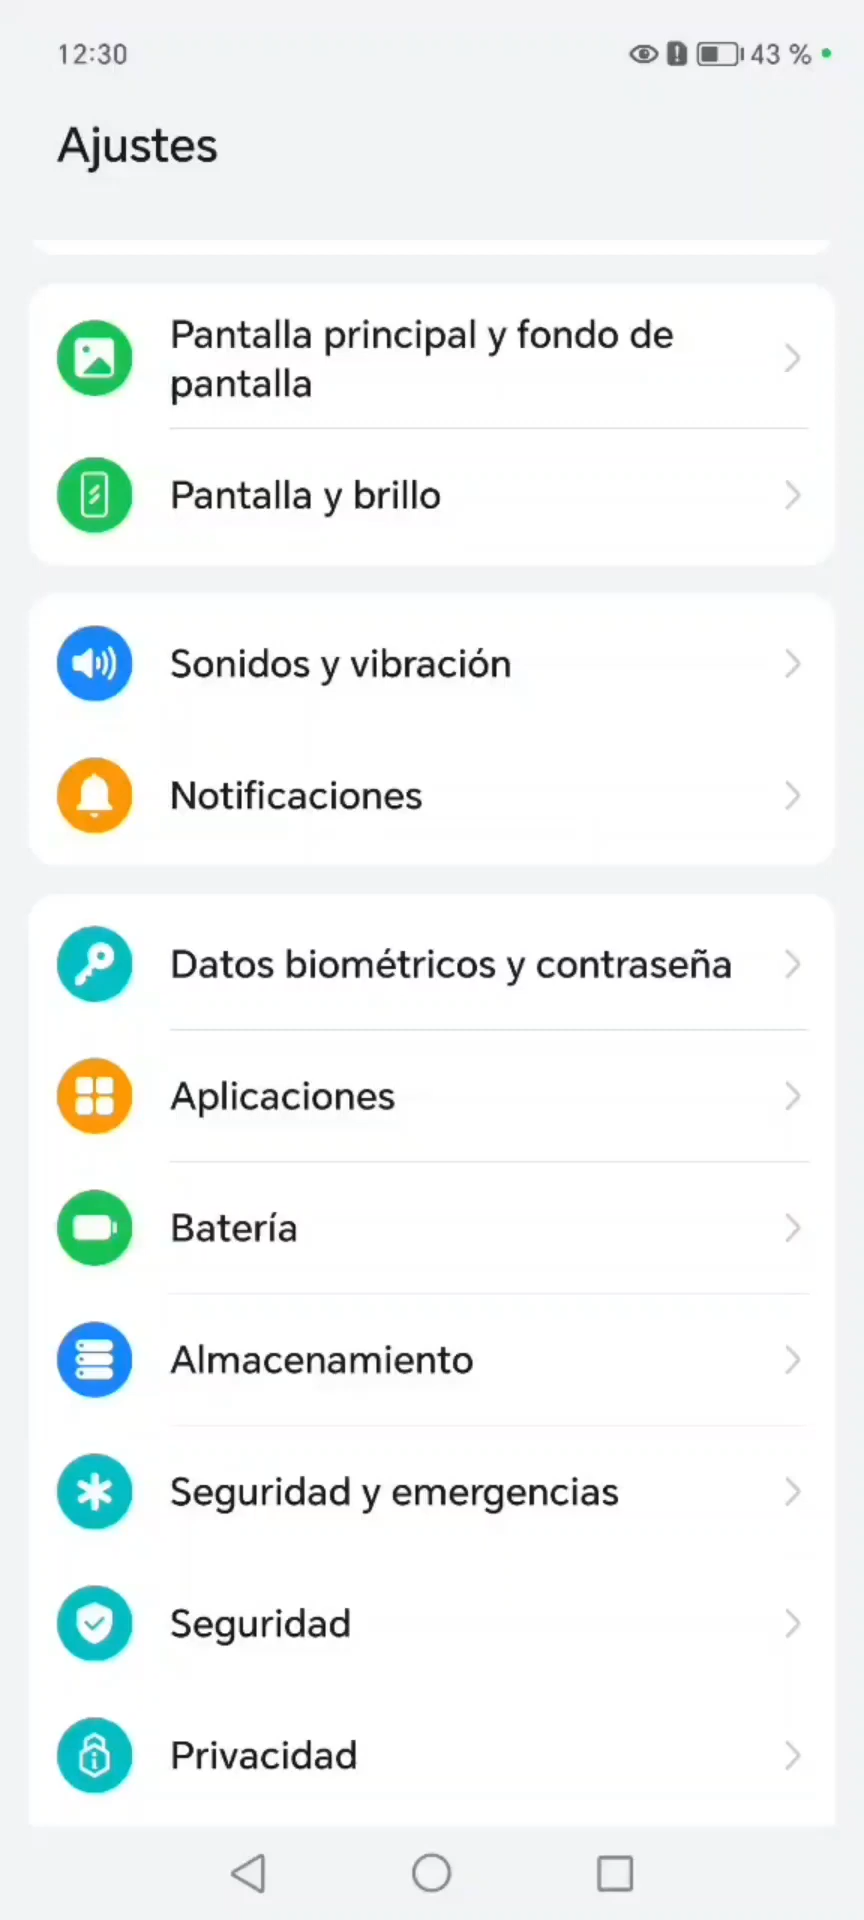 12:30
43 %
Ajustes
Pantalla principal y fondo de
pantalla
Pantalla y brillo
Sonidos y vibración
Notificaciones
Datos biométricos y contraseña
Aplicaciones
Batería
Almacenamiento
Seguridad y emergencias
Seguridad
Privacidad